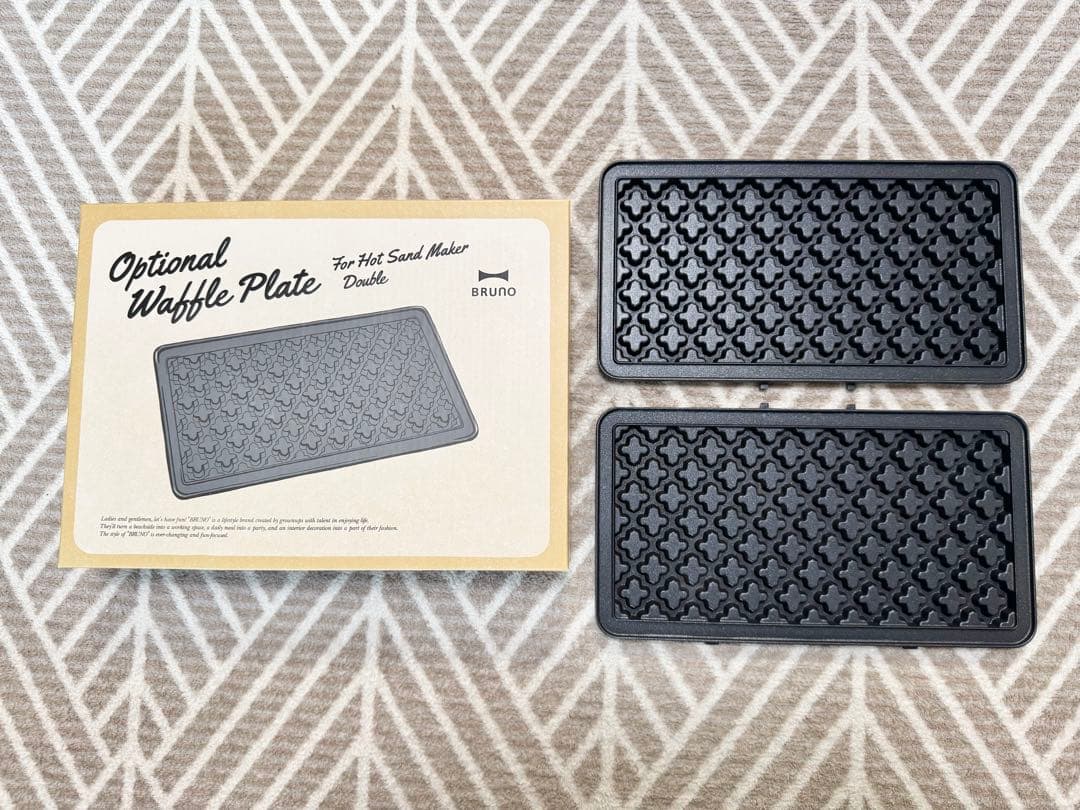 Optional
Waffle Plate
For Hot Sand Maker
Double
BRUNO
Ladies and gentlemen, let's have fun! "BRUNO" is a lifestyle brand created by grownups with talent in enjoying life.
They'll turn a beachside into a working space, a daily meal into a party, and an interior decoration into a part of their fashion.
The style of "BRUNO" is ever-changing and fun-focused.